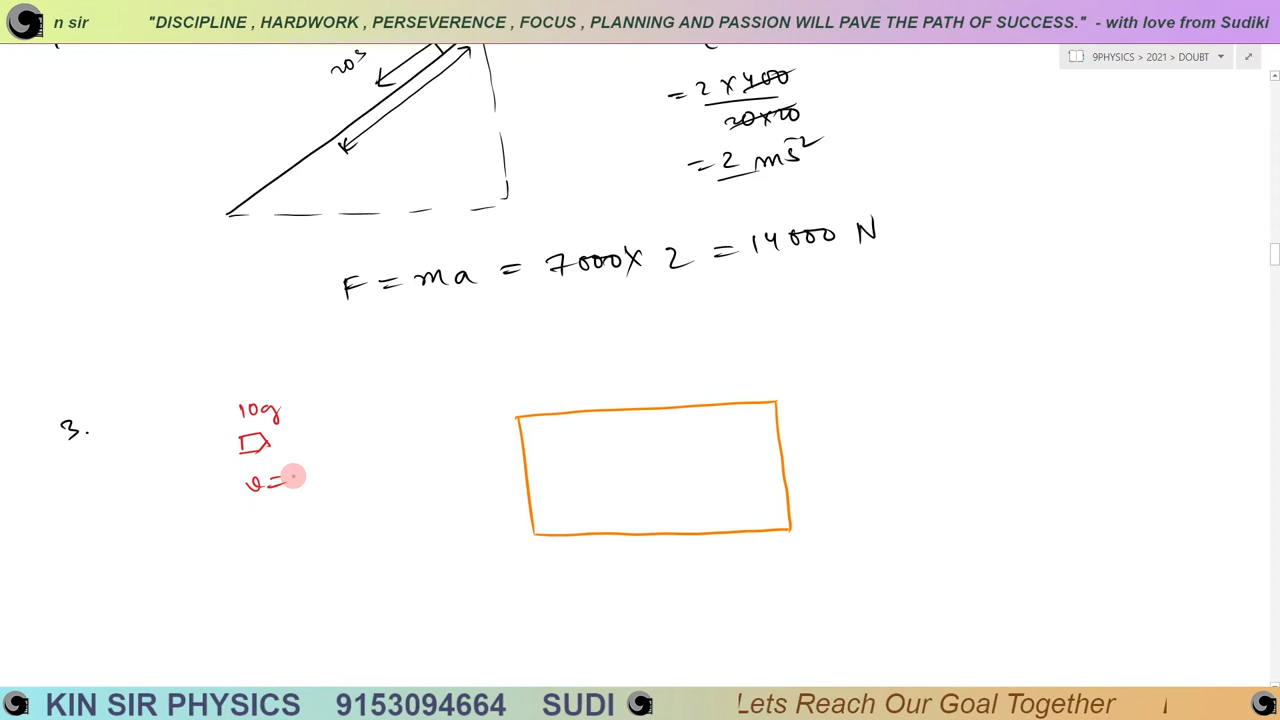 n sir "DISCIPLINE , HARDWORK , PERSEVERENCE , FOCUS , PLANNING AND PASSION WILL PAVE THE PATH OF SUCCESS." - with love from Sudiki
9PHYSICS > 2021 > DOUBT
20 s
= 2 x 400
20x20
= 2 ms⁻²
F = ma = 7000 x 2 = 14000 N
3.
10g
v=
KIN SIR PHYSICS 9153094664 SUDI Lets Reach Our Goal Together